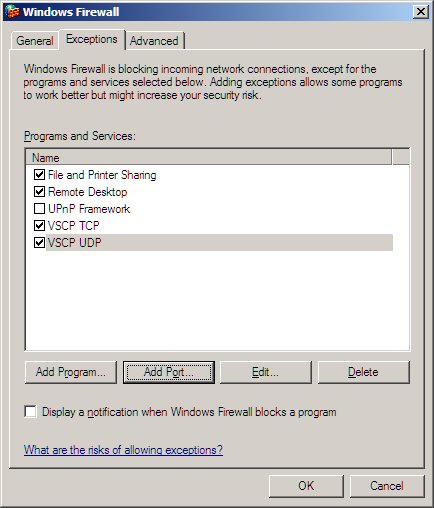 Windows Firewall
General
Exceptions
Advanced
Windows Firewall is blocking incoming network connections, except for the
programs and services selected below. Adding exceptions allows some programs
to work better but might increase your security risk.
Programs and Services:
Name
File and Printer Sharing
Remote Desktop
UPnP Framework
VSCP TCP
VSCP UDP
Add Program...
Add Port...
Edit...
Delete
Display a notification when Windows Firewall blocks a program
What are the risks of allowing exceptions?
OK
Cancel